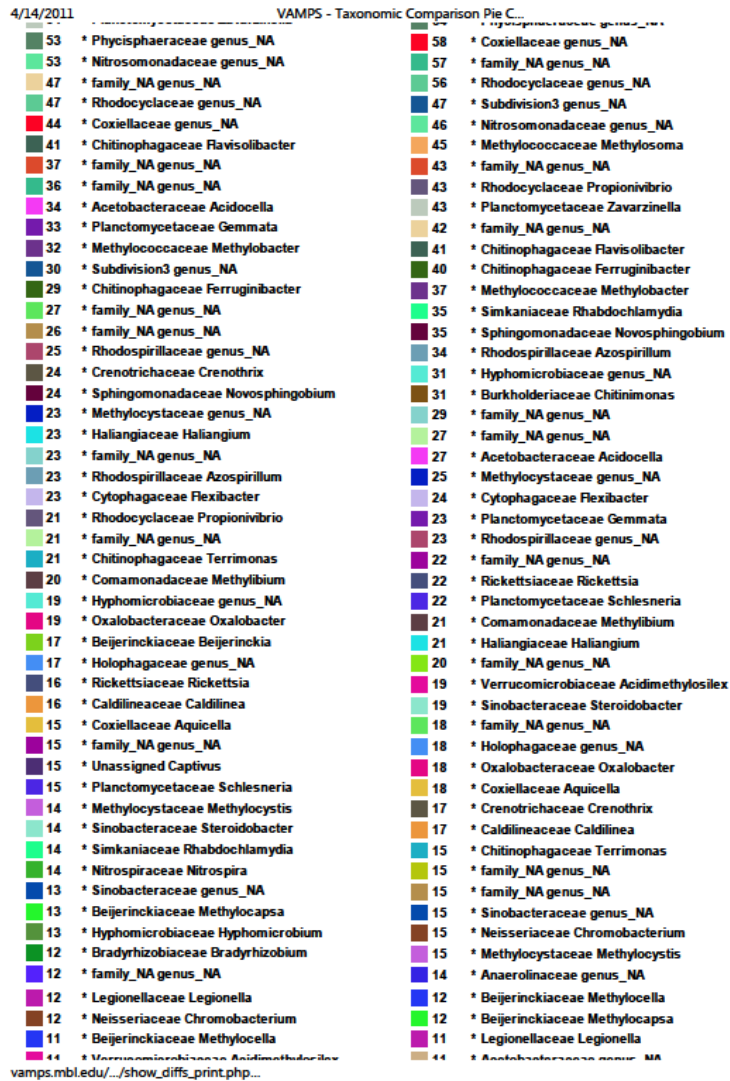 4/14/2011 VAMPS - Taxonomic Comparison Pie C...
53 * Phycisphaeraceae genus_NA
53 * Nitrosomonadaceae genus_NA
47 * family_NA genus_NA
47 * Rhodocyclaceae genus_NA
44 * Coxiellaceae genus_NA
41 * Chitinophagaceae Flavisolibacter
37 * family_NA genus_NA
36 * family_NA genus_NA
34 * Acetobacteraceae Acidocella
33 * Planctomycetaceae Gemmata
32 * Methylococcaceae Methylobacter
30 * Subdivision3 genus_NA
29 * Chitinophagaceae Ferruginibacter
27 * family_NA genus_NA
26 * family_NA genus_NA
25 * Rhodospirillaceae genus_NA
24 * Crenotrichaceae Crenothrix
24 * Sphingomonadaceae Novosphingobium
23 * Methylocystaceae genus_NA
23 * Haliangiaceae Haliangium
23 * family_NA genus_NA
23 * Rhodospirillaceae Azospirillum
23 * Cytophagaceae Flexibacter
21 * Rhodocyclaceae Propionivibrio
21 * family_NA genus_NA
21 * Chitinophagaceae Terrimonas
20 * Comamonadaceae Methylibium
19 * Hyphomicrobiaceae genus_NA
19 * Oxalobacteraceae Oxalobacter
17 * Beijerinckiaceae Beijerinckia
17 * Holophagaceae genus_NA
16 * Rickettsiaceae Rickettsia
16 * Caldilineaceae Caldilinea
15 * Coxiellaceae Aquicella
15 * family_NA genus_NA
15 * Unassigned Captivus
15 * Planctomycetaceae Schlesneria
14 * Methylocystaceae Methylocystis
14 * Sinobacteraceae Steroidobacter
14 * Simkaniaceae Rhabdochlamydia
14 * Nitrospiraceae Nitrospira
13 * Sinobacteraceae genus_NA
13 * Beijerinckiaceae Methylocapsa
13 * Hyphomicrobiaceae Hyphomicrobium
12 * Bradyrhizobiaceae Bradyrhizobium
12 * family_NA genus_NA
12 * Legionellaceae Legionella
12 * Neisseriaceae Chromobacterium
11 * Beijerinckiaceae Methylocella
58 * Coxiellaceae genus_NA
57 * family_NA genus_NA
56 * Rhodocyclaceae genus_NA
47 * Subdivision3 genus_NA
46 * Nitrosomonadaceae genus_NA
45 * Methylococcaceae Methylosoma
43 * family_NA genus_NA
43 * Rhodocyclaceae Propionivibrio
43 * Planctomycetaceae Zavarzinella
42 * family_NA genus_NA
41 * Chitinophagaceae Flavisolibacter
40 * Chitinophagaceae Ferruginibacter
37 * Methylococcaceae Methylobacter
35 * Simkaniaceae Rhabdochlamydia
35 * Sphingomonadaceae Novosphingobium
34 * Rhodospirillaceae Azospirillum
31 * Hyphomicrobiaceae genus_NA
31 * Burkholderiaceae Chitinimonas
29 * family_NA genus_NA
27 * family_NA genus_NA
27 * Acetobacteraceae Acidocella
25 * Methylocystaceae genus_NA
24 * Cytophagaceae Flexibacter
23 * Planctomycetaceae Gemmata
23 * Rhodospirillaceae genus_NA
22 * family_NA genus_NA
22 * Rickettsiaceae Rickettsia
22 * Planctomycetaceae Schlesneria
21 * Comamonadaceae Methylibium
21 * Haliangiaceae Haliangium
20 * family_NA genus_NA
19 * Verrucomicrobiaceae Acidimethylosilex
19 * Sinobacteraceae Steroidobacter
18 * family_NA genus_NA
18 * Holophagaceae genus_NA
18 * Oxalobacteraceae Oxalobacter
18 * Coxiellaceae Aquicella
17 * Crenotrichaceae Crenothrix
17 * Caldilineaceae Caldilinea
15 * Chitinophagaceae Terrimonas
15 * family_NA genus_NA
15 * family_NA genus_NA
15 * Sinobacteraceae genus_NA
15 * Neisseriaceae Chromobacterium
15 * Methylocystaceae Methylocystis
14 * Anaerolinaceae genus_NA
12 * Beijerinckiaceae Methylocella
12 * Beijerinckiaceae Methylocapsa
11 * Legionellaceae Legionella
vamps.mbl.edu/.../show_diffs_print.php...